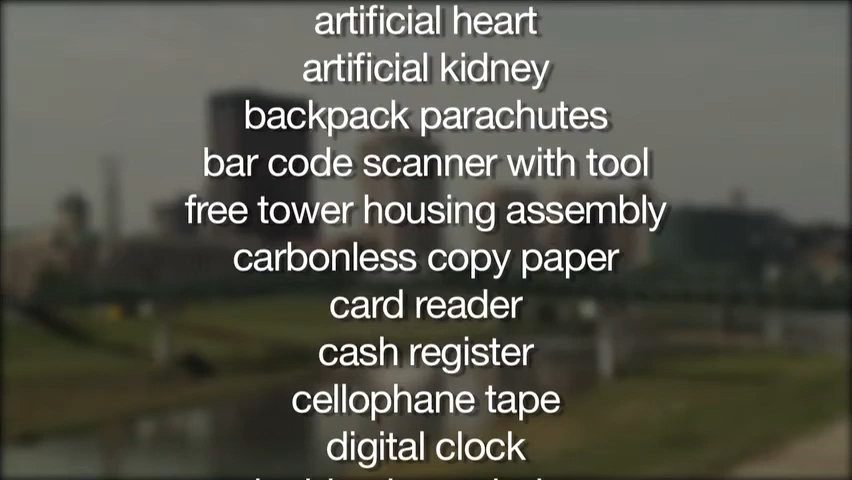 artificial heart
artificial kidney
backpack parachutes
bar code scanner with tool
free tower housing assembly
carbonless copy paper
card reader
cash register
cellophane tape
digital clock